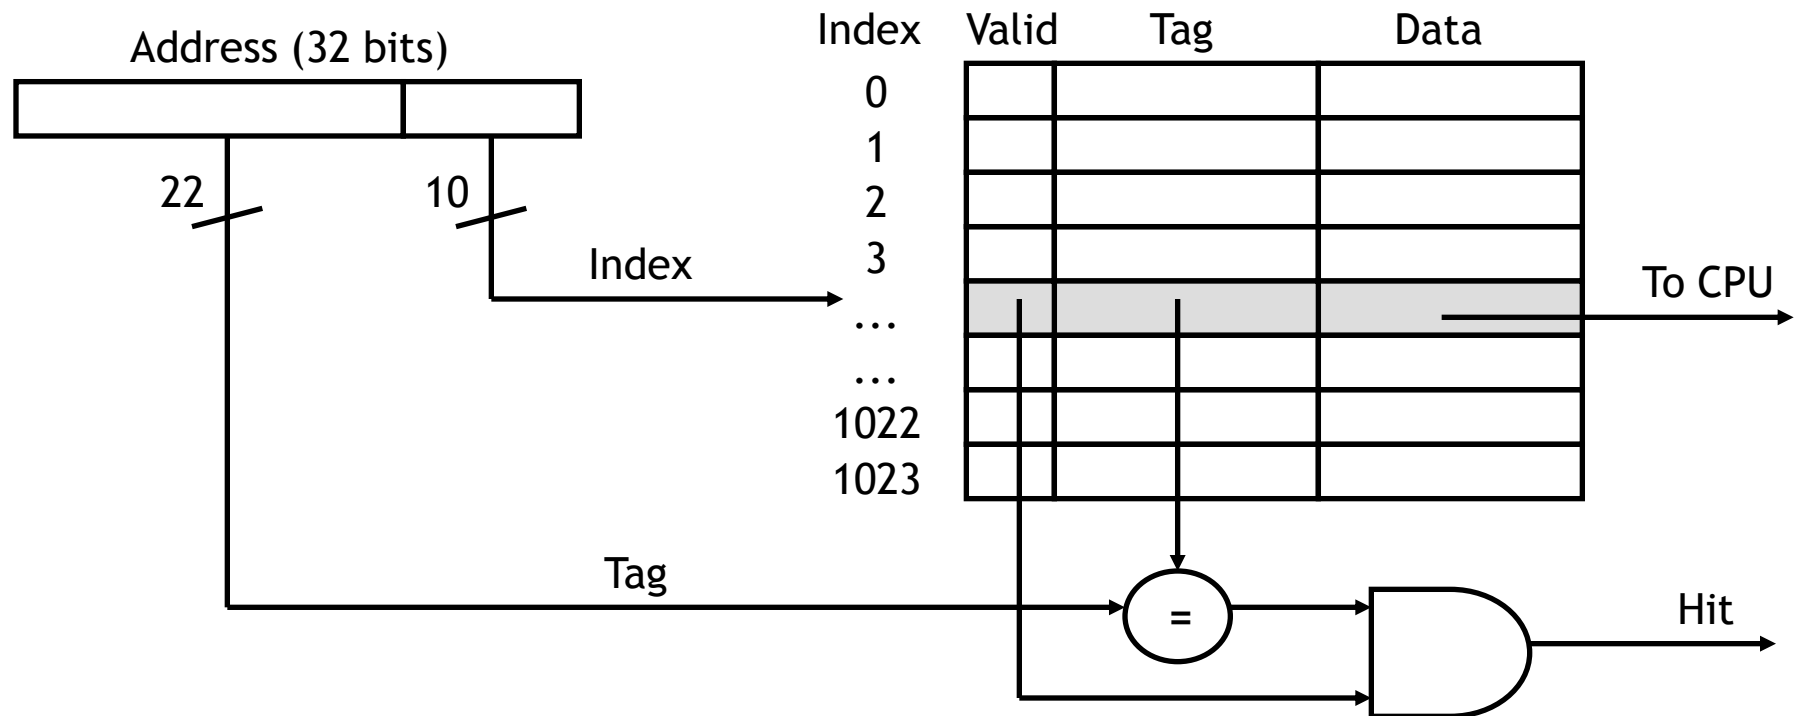 Address (32 bits)
22
10
Index
Index Valid Tag Data
0
1
2
3
...
...
1022
1023
To CPU
Tag
=
Hit